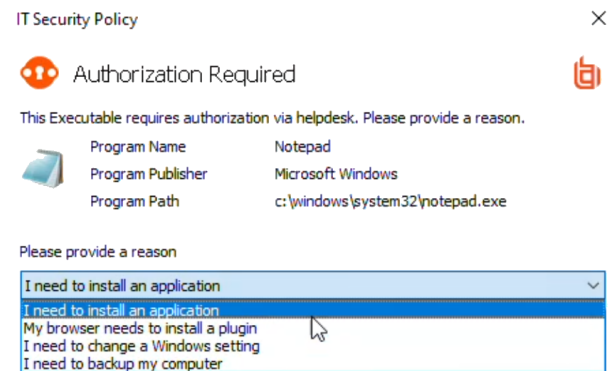 IT Security Policy
Authorization Required
This Executable requires authorization via helpdesk. Please provide a reason.
Program Name Notepad
Program Publisher Microsoft Windows
Program Path c:\windows\system32\notepad.exe
Please provide a reason
I need to install an application
I need to install an application
My browser needs to install a plugin
I need to change a Windows setting
I need to backup my computer